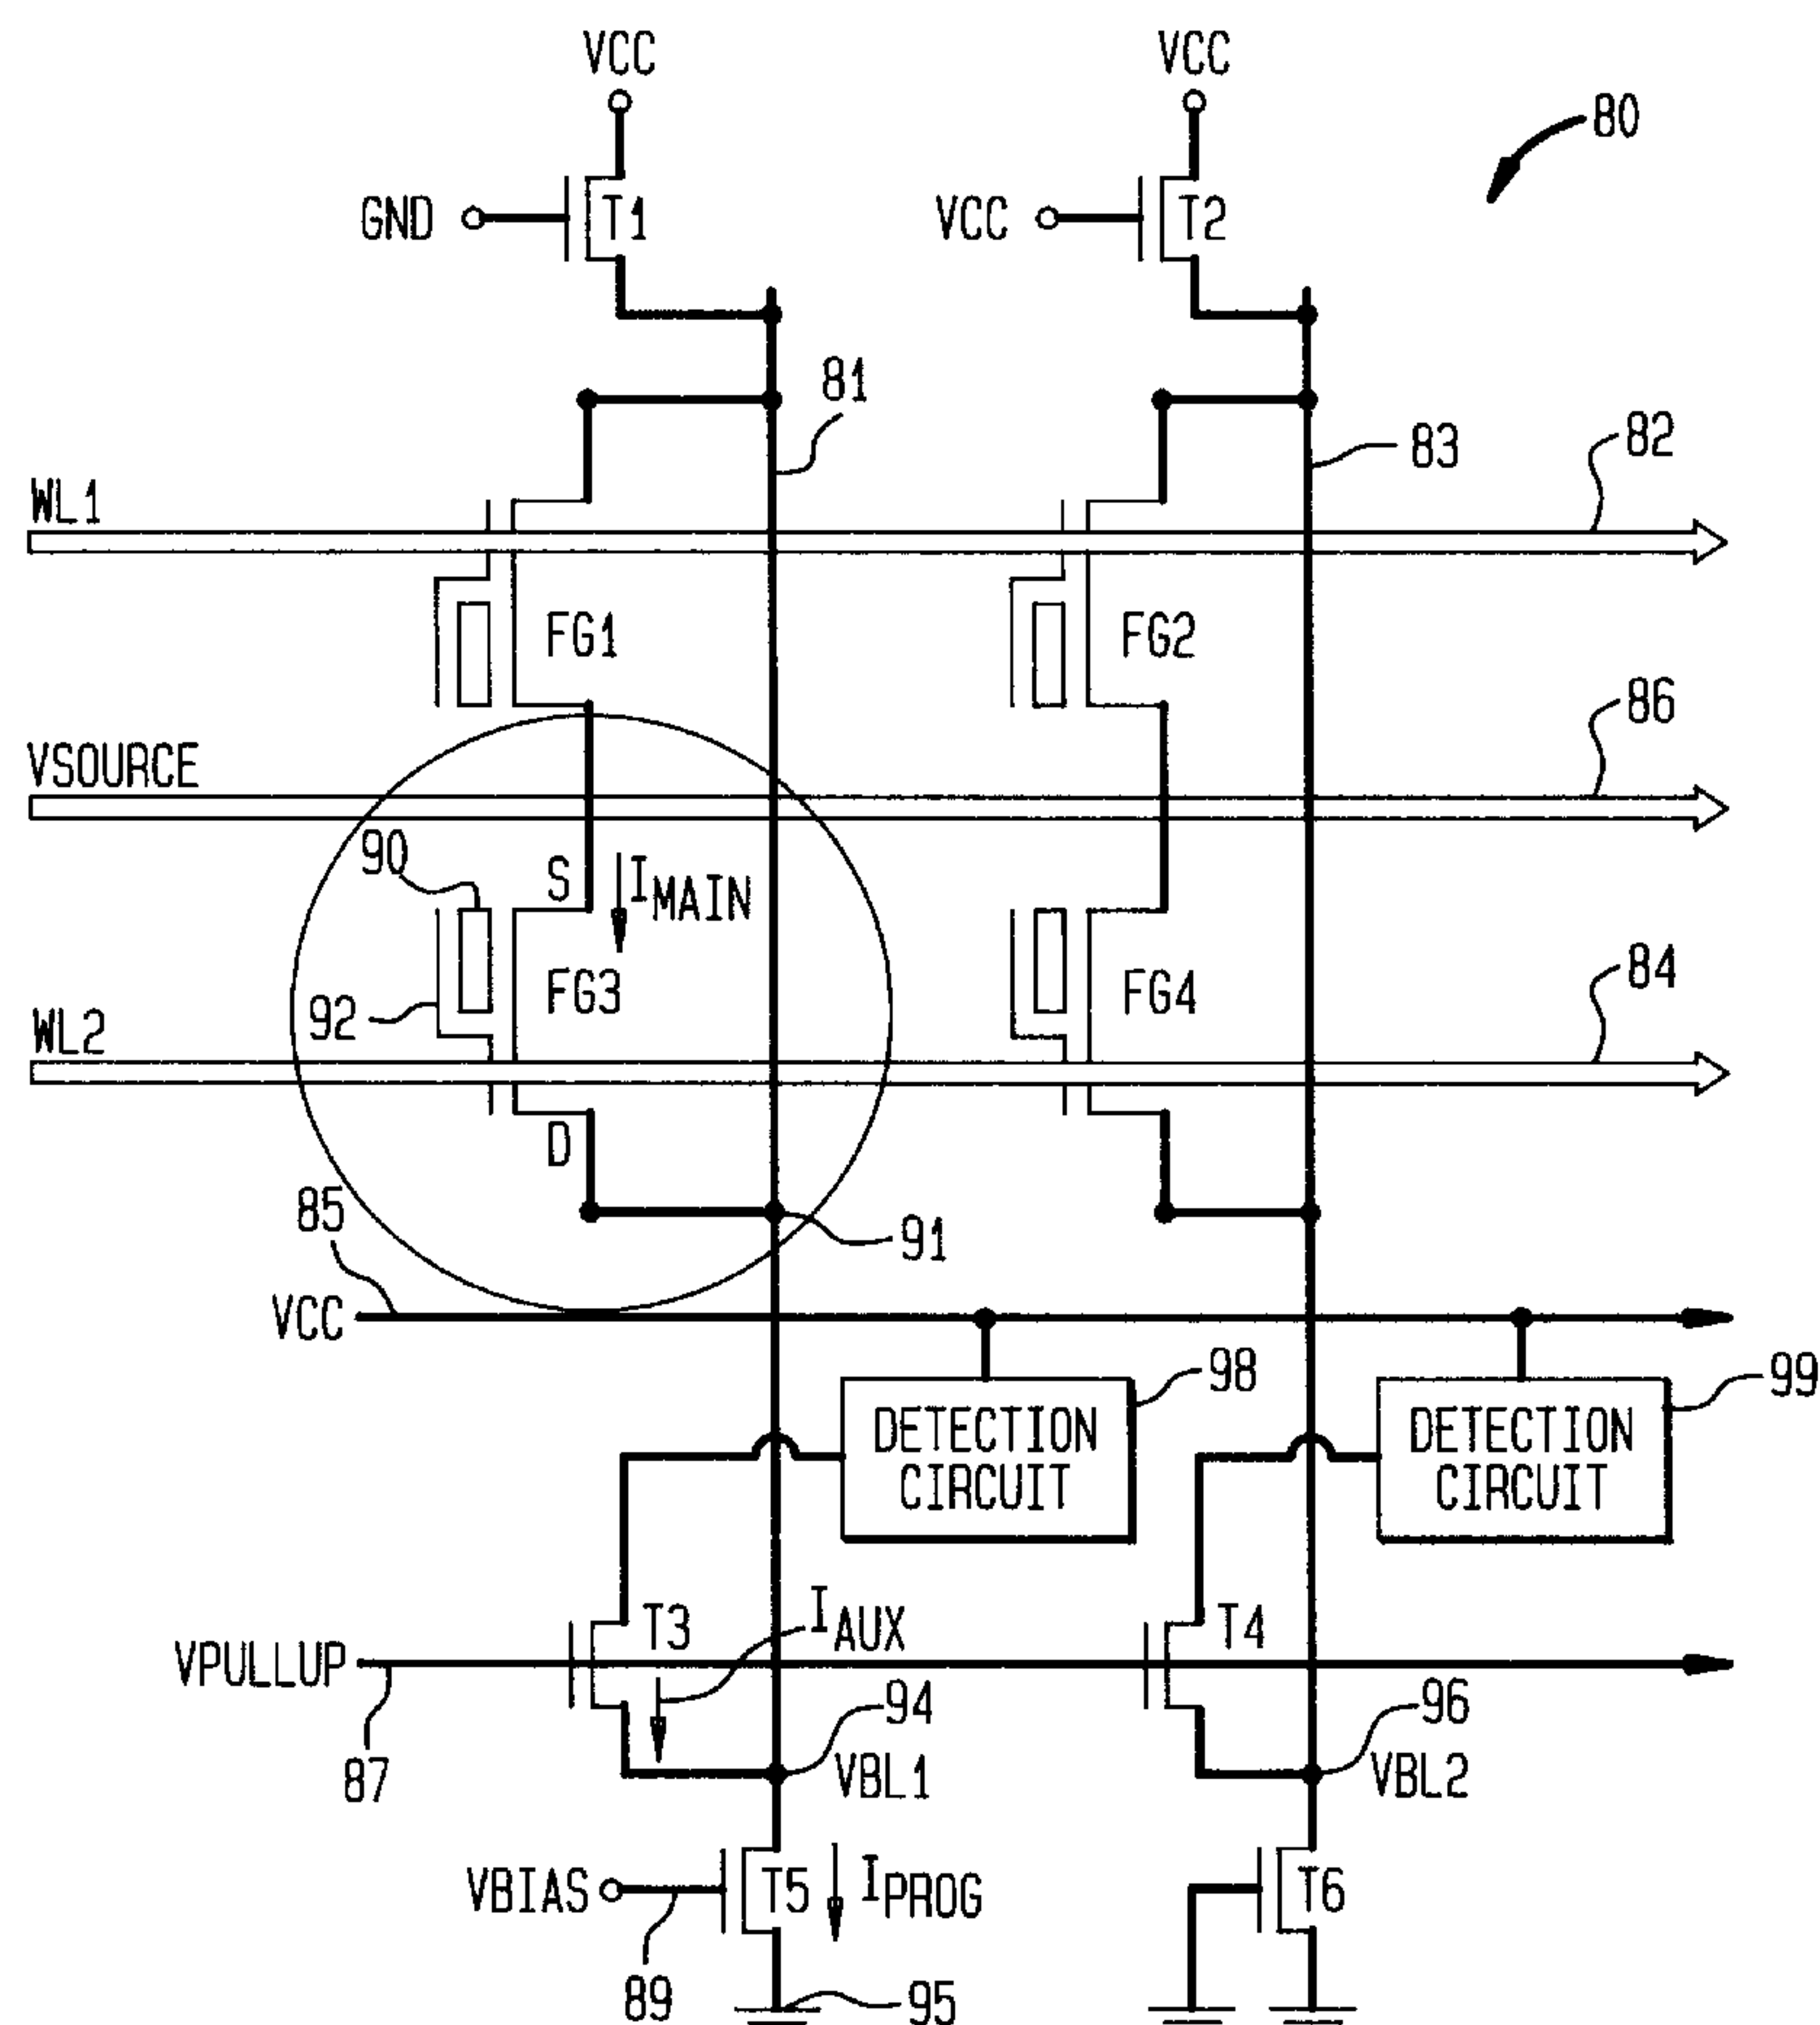 VCC
VCC
80
GND
T1
VCC
T2
81
83
82
WL1
FG1
FG2
86
VSOURCE
90
S
IMAIN
84
92
FG3
FG4
WL2
D
85
91
VCC
98
99
DETECTION
CIRCUIT
DETECTION
CIRCUIT
T3
IAUX
T4
VPULLUP
94
96
87
VBL1
VBL2
VBIAS
T5
IPROG
T6
89
95